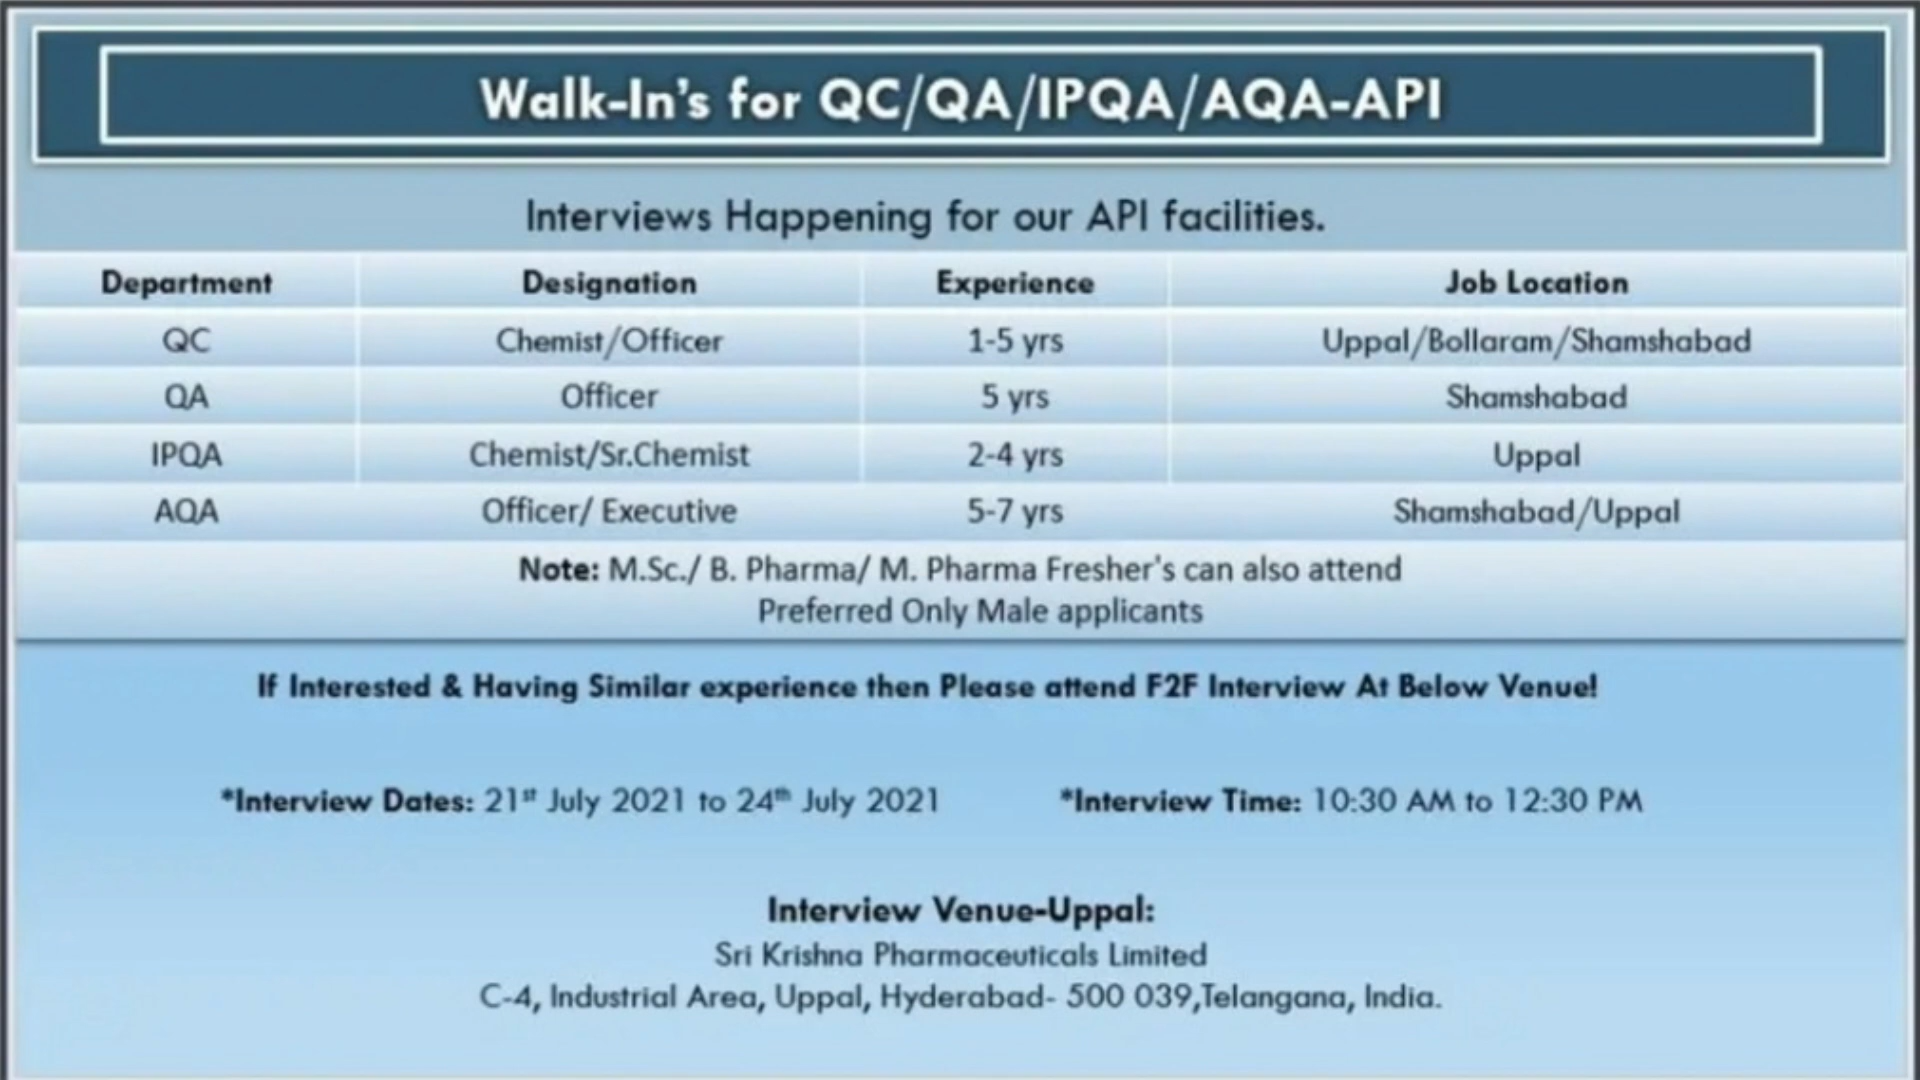 Walk-In's for QC/QA/IPQA/AQA-API
Interviews Happening for our API facilities.
Department Designation Experience Job Location
QC Chemist/Officer 1-5 yrs Uppal/Bollaram/Shamshabad
QA Officer 5 yrs Shamshabad
IPQA Chemist/Sr.Chemist 2-4 yrs Uppal
AQA Officer/ Executive 5-7 yrs Shamshabad/Uppal
Note: M.Sc./ B. Pharma/ M. Pharma Fresher's can also attend
Preferred Only Male applicants
If Interested & Having Similar experience then Please attend F2F Interview At Below Venue!
*Interview Dates: 21st July 2021 to 24th July 2021 *Interview Time: 10:30 AM to 12:30 PM
Interview Venue-Uppal:
Sri Krishna Pharmaceuticals Limited
C-4, Industrial Area, Uppal, Hyderabad- 500 039,Telangana, India.